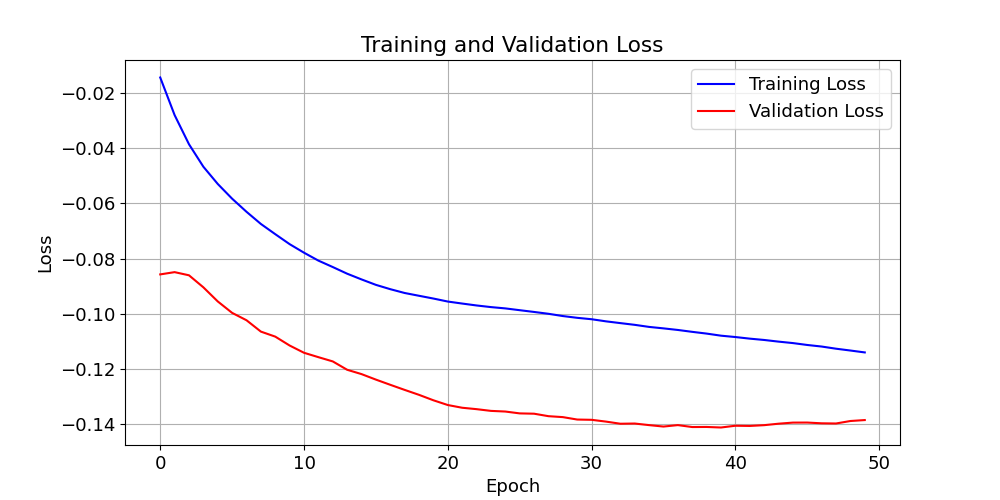 Training and Validation Loss
Training Loss
Validation Loss
−0.02
−0.04
−0.06
−0.08
−0.10
−0.12
−0.14
Loss
0 10 20 30 40 50
Epoch